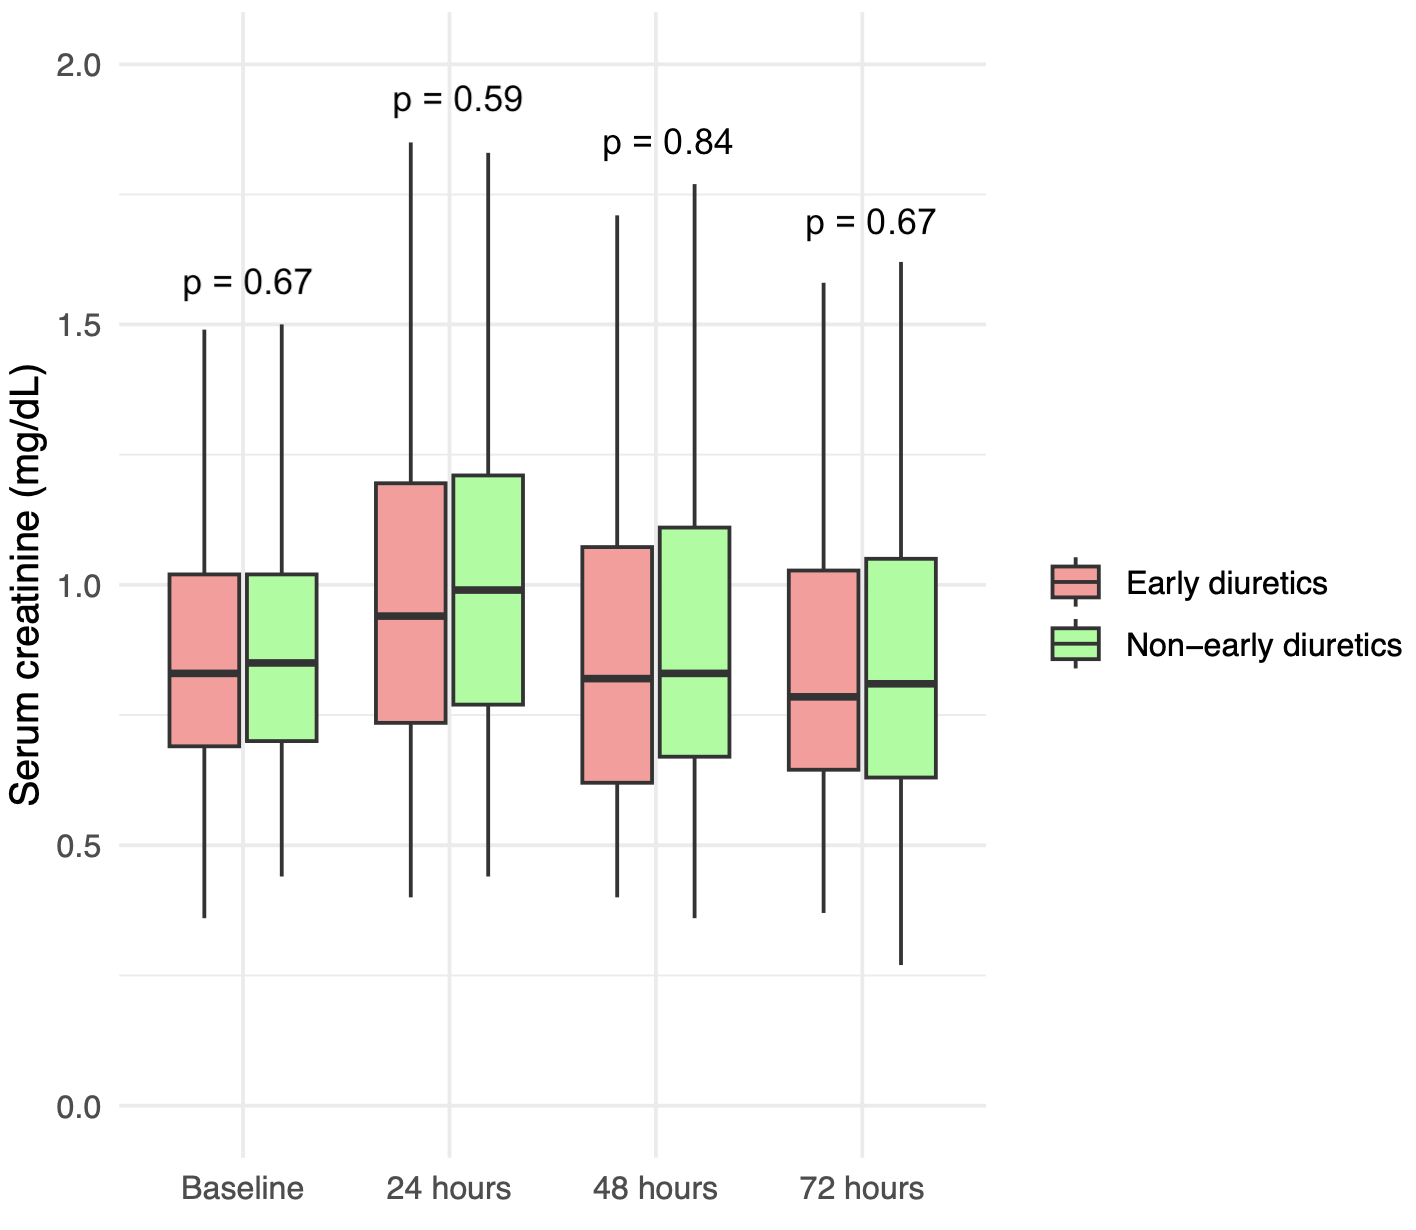 2.0
1.5
1.0
0.5
0.0
Serum creatinine (mg/dL)
p = 0.67
p = 0.59
p = 0.84
p = 0.67
Baseline
24 hours
48 hours
72 hours
Early diuretics
Non−early diuretics